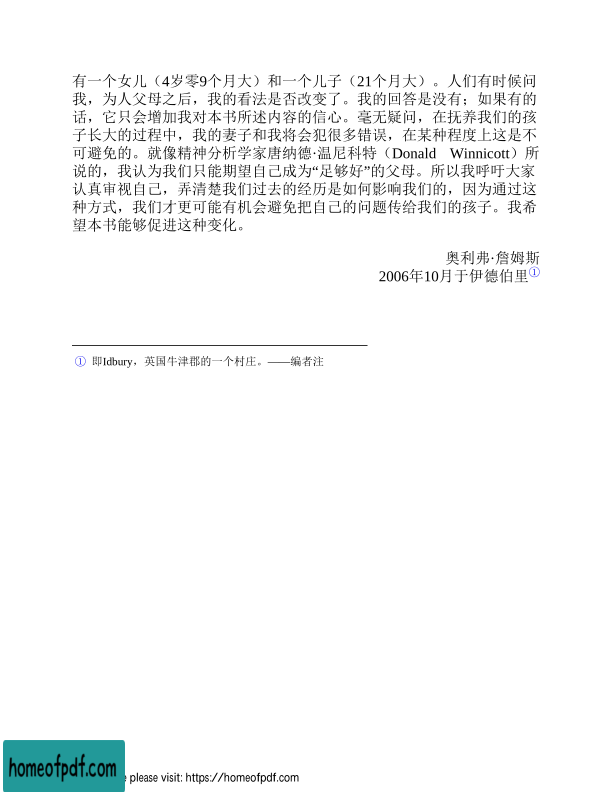 有一个女儿（4岁零9个月大）和一个儿子（21个月大）。人们有时候问
我，为人父母之后，我的看法是否改变了。我的回答是没有；如果有的
话，它只会增加我对本书所述内容的信心。毫无疑问，在抚养我们的孩
子长大的过程中，我的妻子和我将会犯很多错误，在某种程度上这是不
可避免的。就像精神分析学家唐纳德·温尼科特（Donald Winnicott）所
说的，我认为我们只能期望自己成为“足够好”的父母。所以我呼吁大家
认真审视自己，弄清楚我们过去的经历是如何影响我们的，因为通过这
种方式，我们才更可能有机会避免把自己的问题传给我们的孩子。我希
望本书能够促进这种变化。
奥利弗·詹姆斯
2006年10月于伊德伯里①
① 即Idbury，英国牛津郡的一个村庄。——编者注
homeofpdf.com
please visit: https://homeofpdf.com